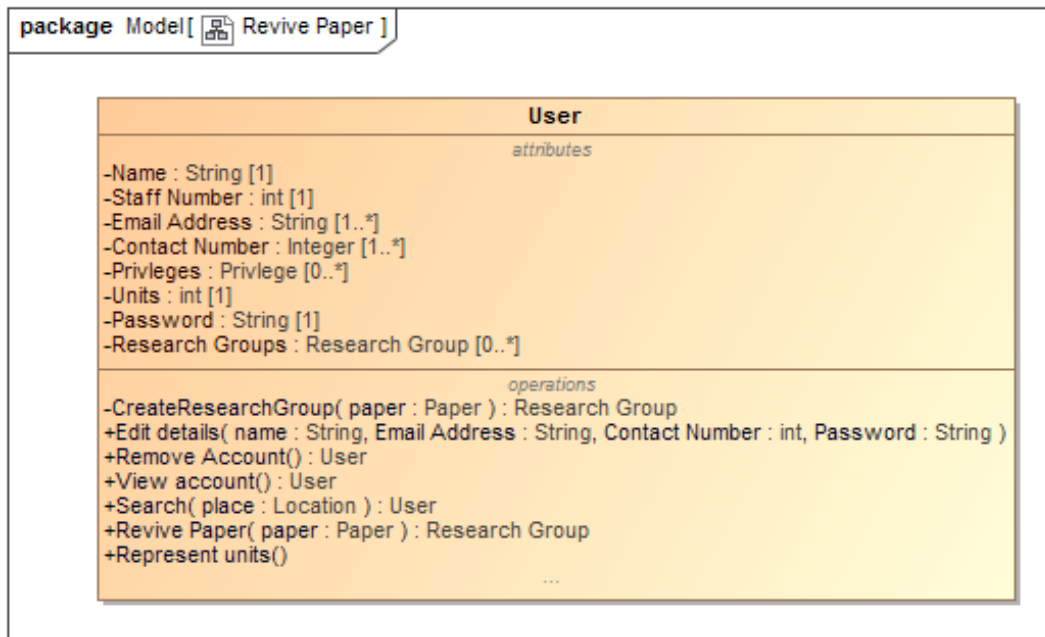 package Model[ Revive Paper ]
User
attributes
-Name : String [1]
-Staff Number : int [1]
-Email Address : String [1..*]
-Contact Number : Integer [1..*]
-Privleges : Privlege [0..*]
-Units : int [1]
-Password : String [1]
-Research Groups : Research Group [0..*]
operations
-CreateResearchGroup( paper : Paper ) : Research Group
+Edit details( name : String, Email Address : String, Contact Number : int, Password : String )
+Remove Account() : User
+View account() : User
+Search( place : Location ) : User
+Revive Paper( paper : Paper ) : Research Group
+Represent units()
...